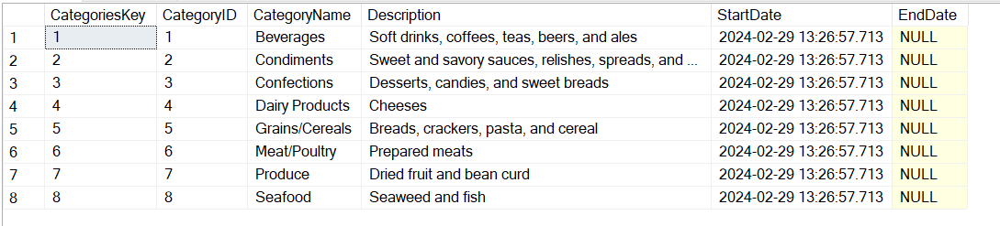 CategoriesKey CategoryID CategoryName Description StartDate EndDate
1 1 1 Beverages Soft drinks, coffees, teas, beers, and ales 2024-02-29 13:26:57.713 NULL
2 2 2 Condiments Sweet and savory sauces, relishes, spreads, and ... 2024-02-29 13:26:57.713 NULL
3 3 3 Confections Desserts, candies, and sweet breads 2024-02-29 13:26:57.713 NULL
4 4 4 Dairy Products Cheeses 2024-02-29 13:26:57.713 NULL
5 5 5 Grains/Cereals Breads, crackers, pasta, and cereal 2024-02-29 13:26:57.713 NULL
6 6 6 Meat/Poultry Prepared meats 2024-02-29 13:26:57.713 NULL
7 7 7 Produce Dried fruit and bean curd 2024-02-29 13:26:57.713 NULL
8 8 8 Seafood Seaweed and fish 2024-02-29 13:26:57.713 NULL